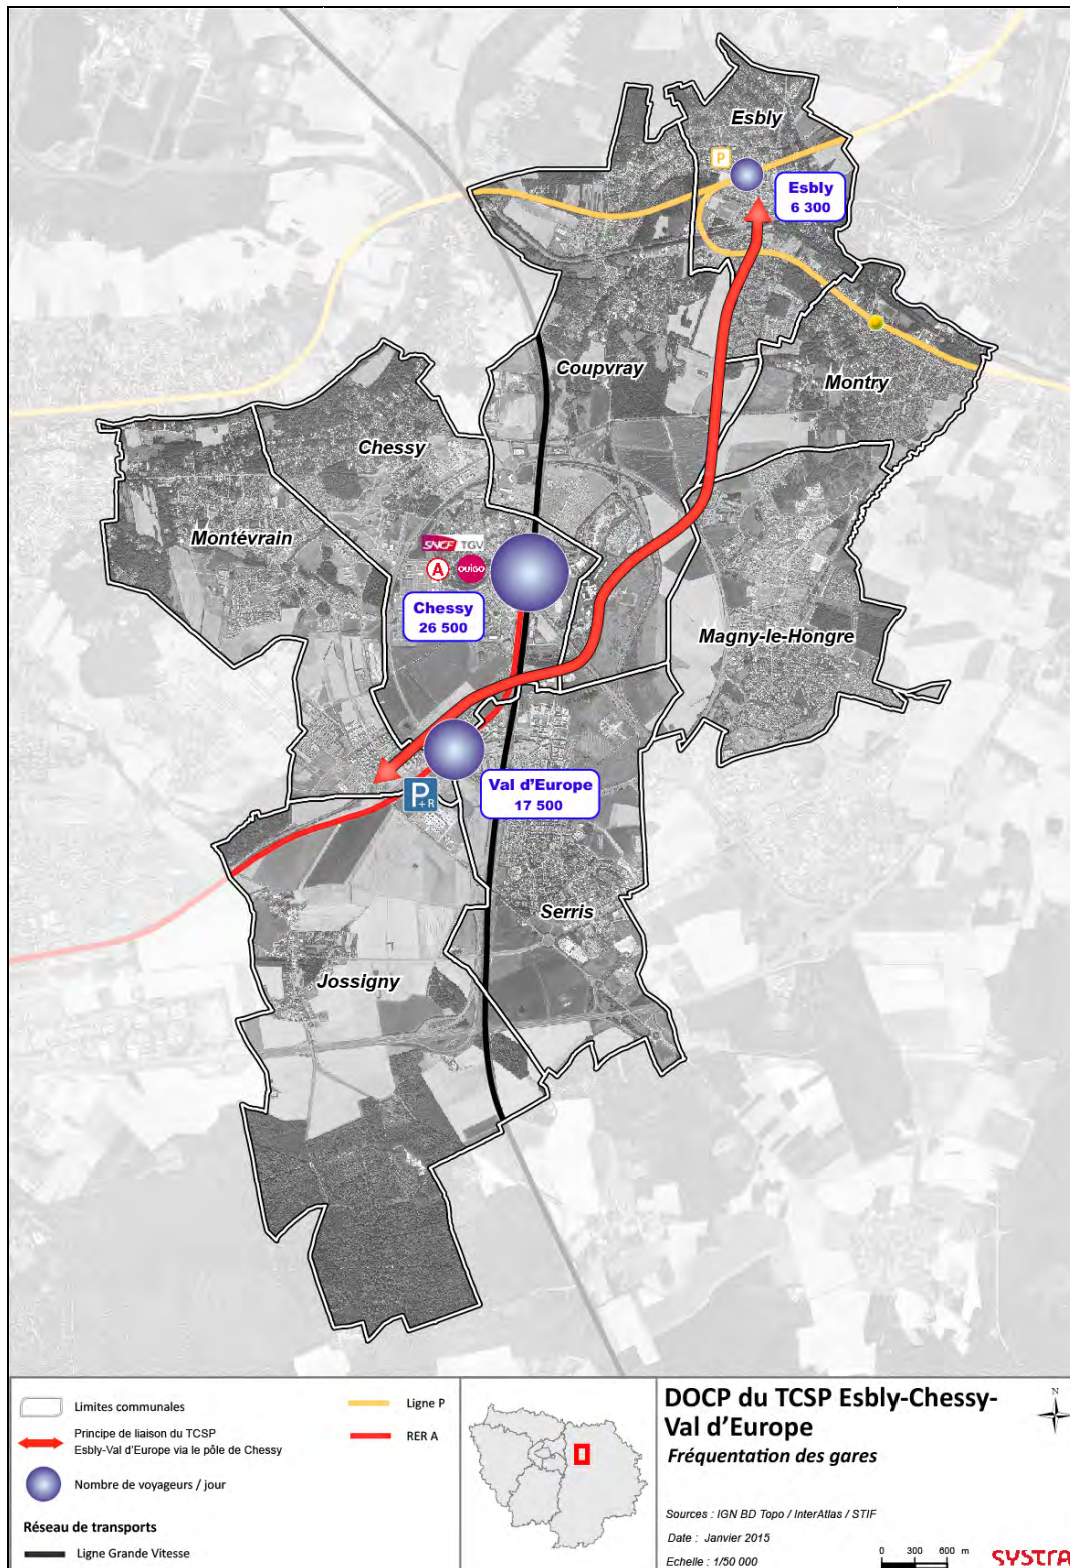 Esbly
P
Esbly
6 300
Coupvray
Montry
Chessy
Montévrain
SNCF TGV
A
OUIGO
Chessy
26 500
Magny-le-Hongre
P+R
Val d'Europe
17 500
Serris
Jossigny
Limites communales
Principe de liaison du TCSP
Esbly-Val d'Europe via le pôle de Chessy
Nombre de voyageurs / jour
Réseau de transports
Ligne Grande Vitesse
Ligne P
RER A
DOCP du TCSP Esbly-Chessy-
Val d'Europe
Fréquentation des gares
N
Sources : IGN BD Topo / InterAtlas / STIF
Date : Janvier 2015
Echelle : 1/50 000
0 300 600 m
SYSTRA